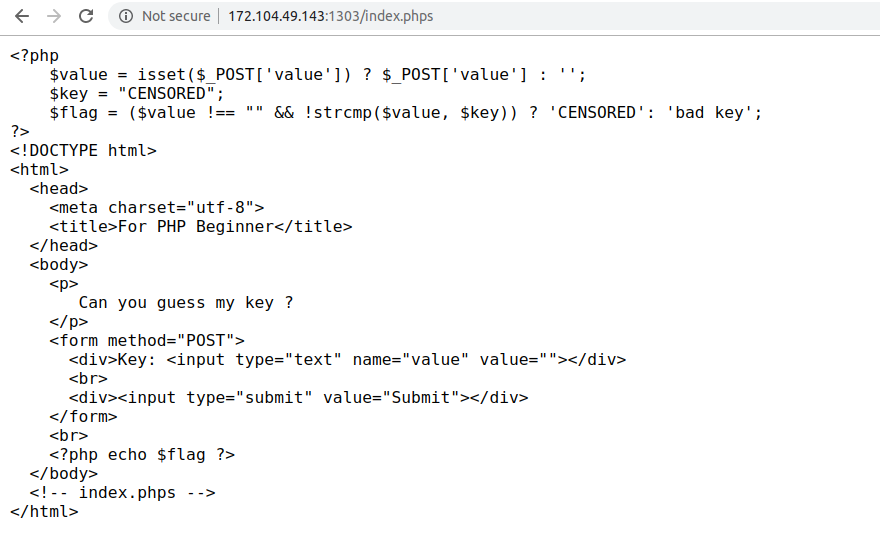 Not secure | 172.104.49.143:1303/index.phps
<?php
    $value = isset($_POST['value']) ? $_POST['value'] : '';
    $key = "CENSORED";
    $flag = ($value !== "" && !strcmp($value, $key)) ? 'CENSORED': 'bad key';
?>
<!DOCTYPE html>
<html>
  <head>
    <meta charset="utf-8">
    <title>For PHP Beginner</title>
  </head>
  <body>
    <p>
       Can you guess my key ?
    </p>
    <form method="POST">
      <div>Key: <input type="text" name="value" value=""></div>
      <br>
      <div><input type="submit" value="Submit"></div>
    </form>
    <br>
    <?php echo $flag ?>
  </body>
  <!-- index.phps -->
</html>